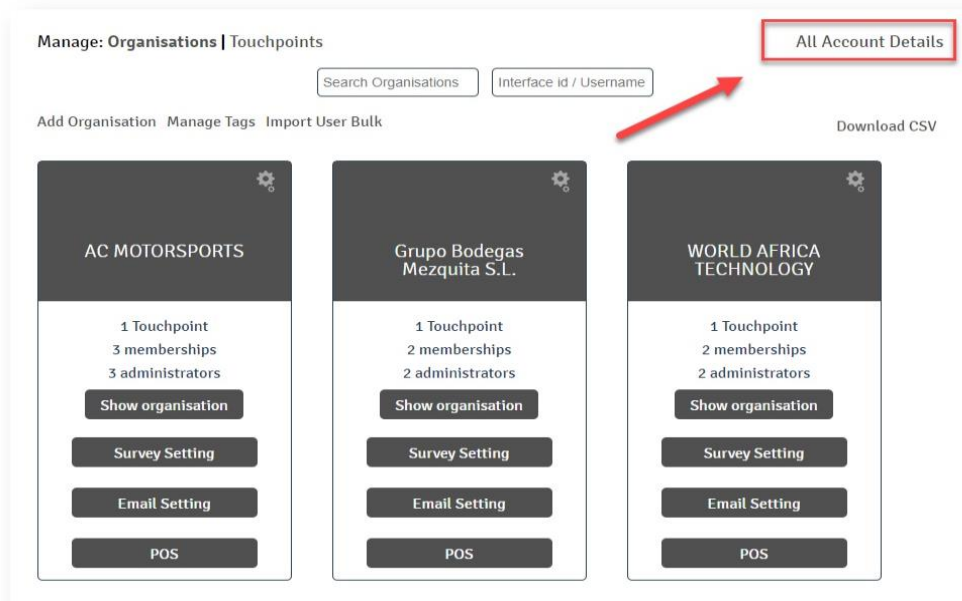 Manage: Organisations | Touchpoints
All Account Details
Search Organisations
Interface id / Username
Add Organisation Manage Tags Import User Bulk
Download CSV
AC MOTORSPORTS
1 Touchpoint
3 memberships
3 administrators
Show organisation
Survey Setting
Email Setting
POS
Grupo Bodegas
Mezquita S.L.
1 Touchpoint
2 memberships
2 administrators
Show organisation
Survey Setting
Email Setting
POS
WORLD AFRICA
TECHNOLOGY
1 Touchpoint
2 memberships
2 administrators
Show organisation
Survey Setting
Email Setting
POS